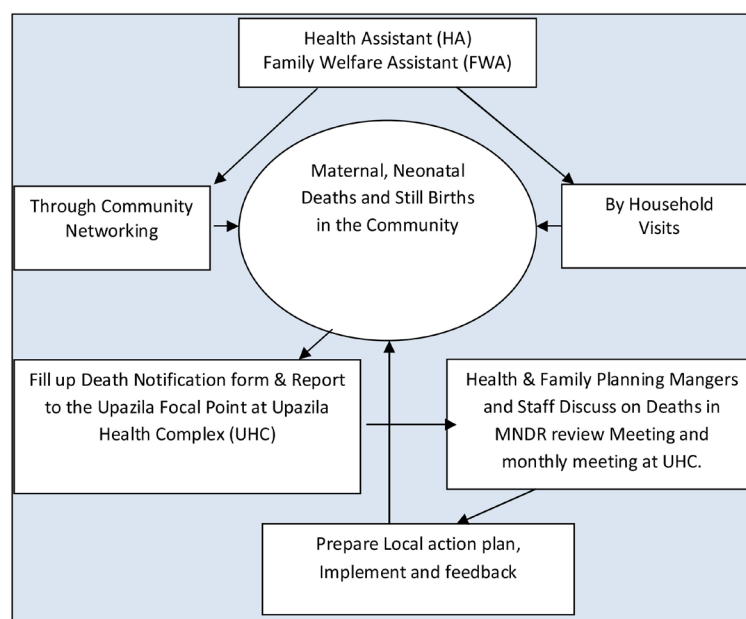 Health Assistant (HA)
Family Welfare Assistant (FWA)
Maternal, Neonatal
Deaths and Still Births
in the Community
Through Community
Networking
By Household
Visits
Fill up Death Notification form & Report
to the Upazila Focal Point at Upazila
Health Complex (UHC)
Health & Family Planning Mangers
and Staff Discuss on Deaths in
MNDR review Meeting and
monthly meeting at UHC.
Prepare Local action plan,
Implement and feedback